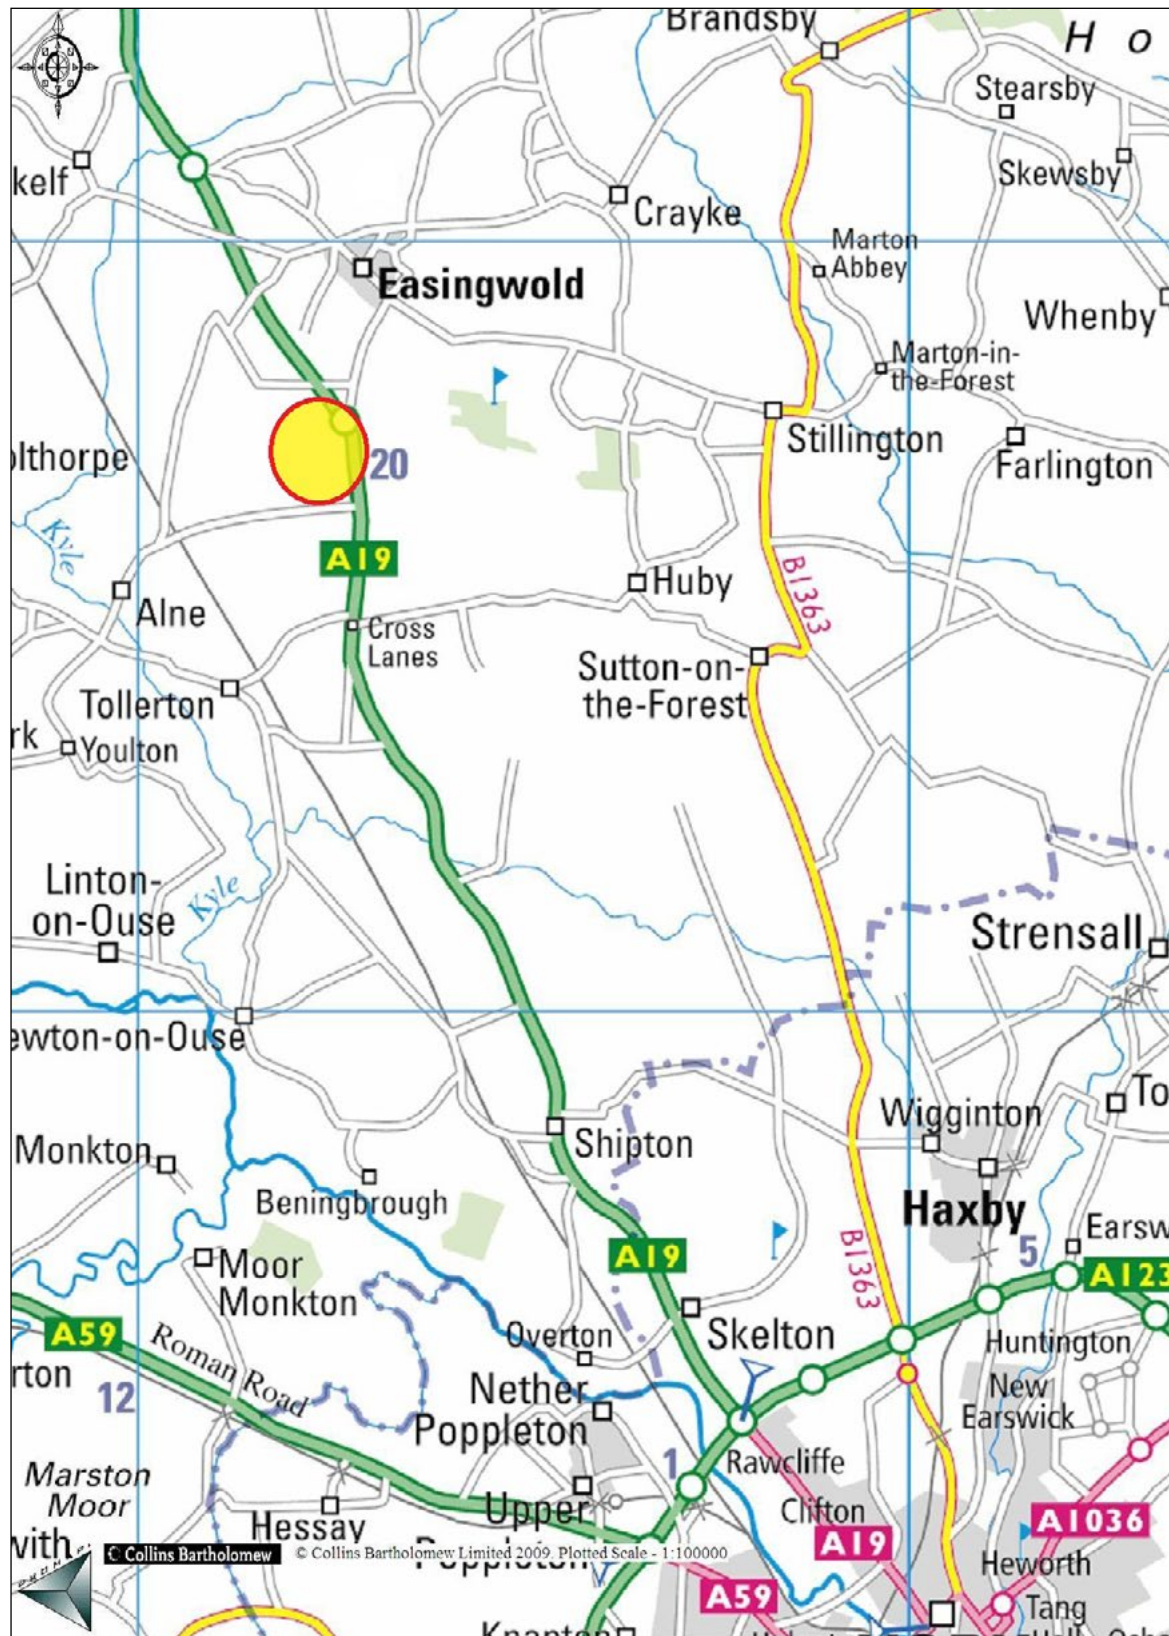 Brandsby
H o
Stearsby
Skewsby
kelf
Crayke
Marton
Abbey
Easingwold
Whenby
Marton-in-
the-Forest
Stillington
Farlington
olthorpe
20
Kyle
A19
B1363
Huby
Alne
Cross
Lanes
Sutton-on-
the-Forest
Tollerton
rk
Youlton
Linton-
on-Ouse
Kyle
Strensall
ewton-on-Ouse
To
Wigginton
Shipton
Monkton
Beningbrough
Haxby
Earsw
5
A19
B1363
A123
Moor
Monkton
A59
Roman Road
Overton
Skelton
Huntington
rton
12
Nether
Poppleton
New
Earswick
1
Rawcliffe
Marston
Moor
Upper
Poppleton
Clifton
Hessay
A1036
with
A19
Collins Bartholomew
© Collins Bartholomew Limited 2009. Plotted Scale - 1:100000
Heworth
A59
Tang
Knapton